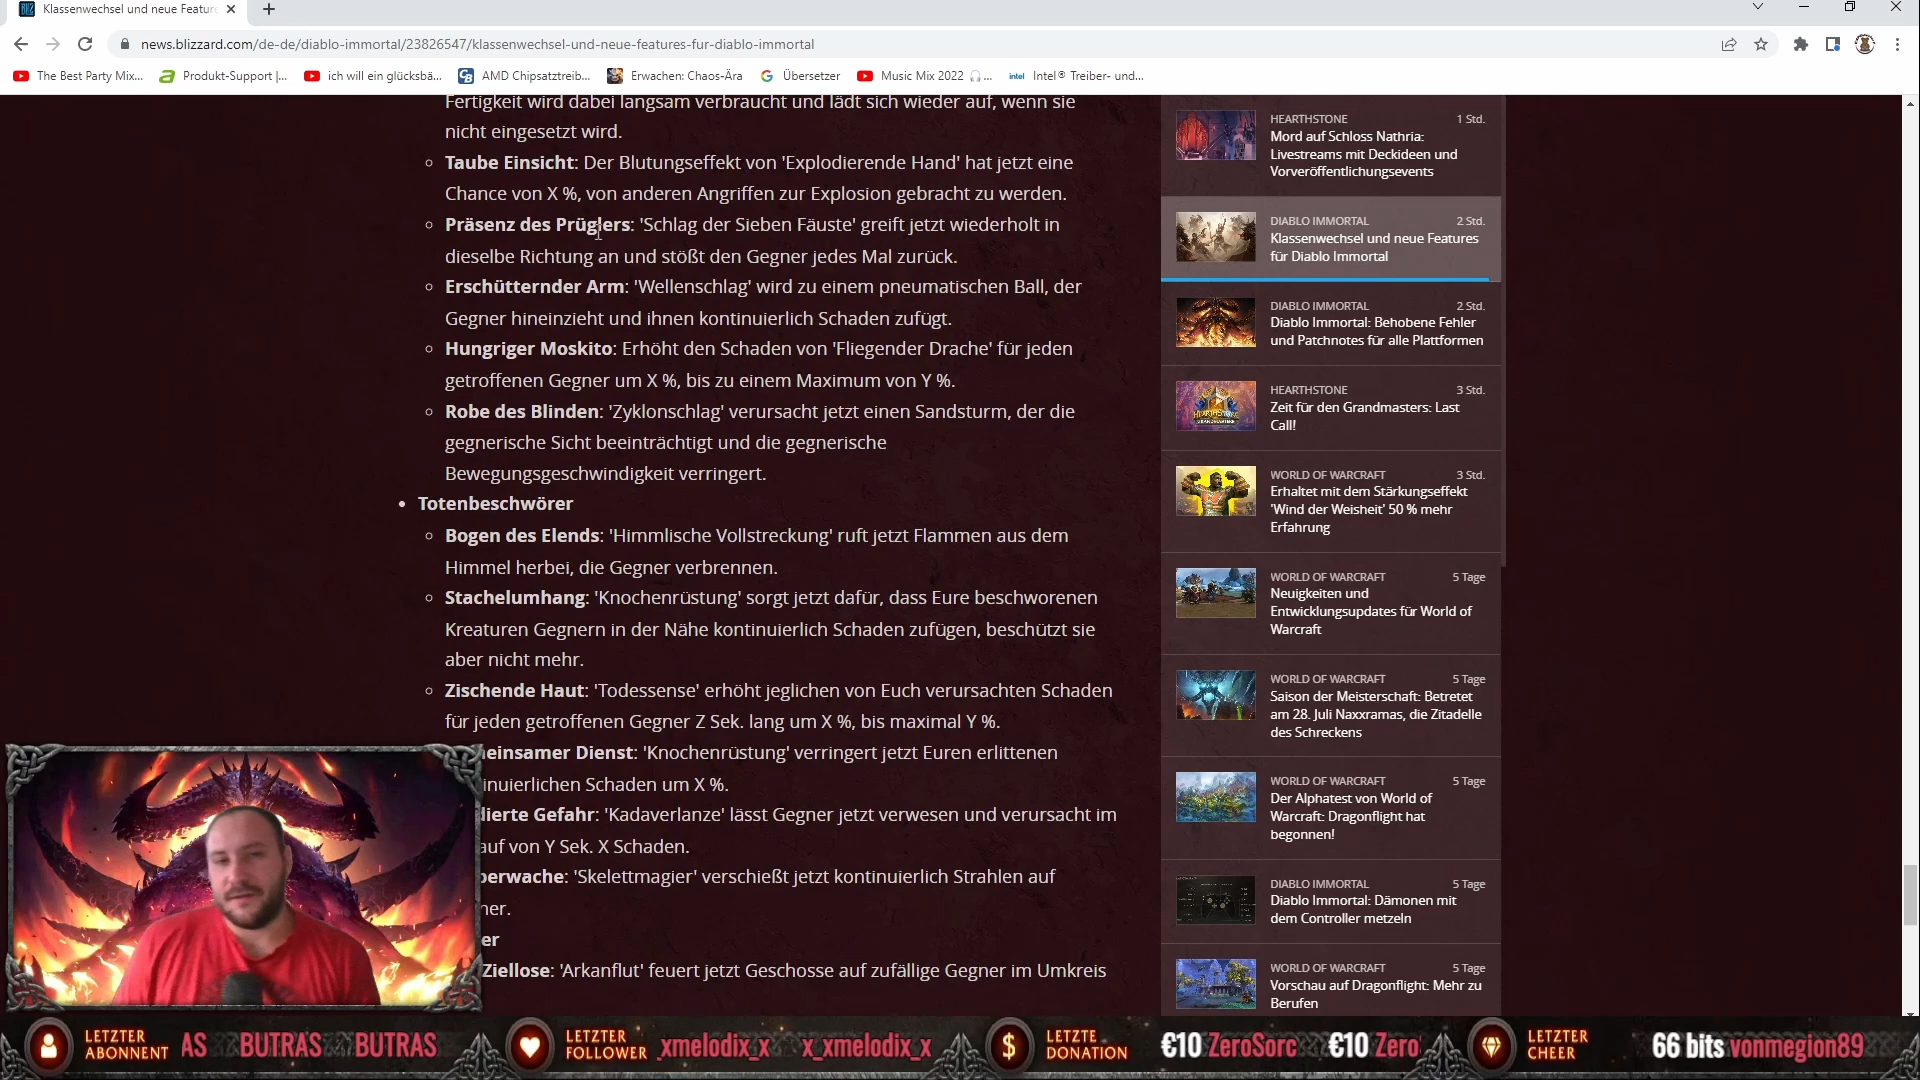 Klassenwechsel und neue Feature
news.blizzard.com/de-de/diablo-immortal/23826547/klassenwechsel-und-neue-features-fur-diablo-immortal
The Best Party Mix...
Produkt-Support |...
ich will ein glücksbä...
AMD Chipsatztreib...
Erwachen: Chaos-Ära
Übersetzer
Music Mix 2022 🎧...
Intel® Treiber- und...
Fertigkeit wird dabei langsam verbraucht und lädt sich wieder auf, wenn sie
nicht eingesetzt wird.
Taube Einsicht: Der Blutungseffekt von 'Explodierende Hand' hat jetzt eine
Chance von X %, von anderen Angriffen zur Explosion gebracht zu werden.
Präsenz des Prüglers: 'Schlag der Sieben Fäuste' greift jetzt wiederholt in
dieselbe Richtung an und stößt den Gegner jedes Mal zurück.
Erschütternder Arm: 'Wellenschlag' wird zu einem pneumatischen Ball, der
Gegner hineinzieht und ihnen kontinuierlich Schaden zufügt.
Hungriger Moskito: Erhöht den Schaden von 'Fliegender Drache' für jeden
getroffenen Gegner um X %, bis zu einem Maximum von Y %.
Robe des Blinden: 'Zyklonschlag' verursacht jetzt einen Sandsturm, der die
gegnerische Sicht beeinträchtigt und die gegnerische
Bewegungsgeschwindigkeit verringert.
Totenbeschwörer
Bogen des Elends: 'Himmlische Vollstreckung' ruft jetzt Flammen aus dem
Himmel herbei, die Gegner verbrennen.
Stachelumhang: 'Knochenrüstung' sorgt jetzt dafür, dass Eure beschworenen
Kreaturen Gegnern in der Nähe kontinuierlich Schaden zufügen, beschützt sie
aber nicht mehr.
Zischende Haut: 'Todessense' erhöht jeglichen von Euch verursachten Schaden
für jeden getroffenen Gegner Z Sek. lang um X %, bis maximal Y %.
einsamer Dienst: 'Knochenrüstung' verringert jetzt Euren erlittenen
inuierlichen Schaden um X %.
dierte Gefahr: 'Kadaverlanze' lässt Gegner jetzt verwesen und verursacht im
auf von Y Sek. X Schaden.
berwache: 'Skelettmagier' verschießt jetzt kontinuierlich Strahlen auf
ner.
er
Ziellose: 'Arkanflut' feuert jetzt Geschosse auf zufällige Gegner im Umkreis
HEARTHSTONE 1 Std.
Mord auf Schloss Nathria:
Livestreams mit Deckideen und
Vorveröffentlichungsevents
DIABLO IMMORTAL 2 Std.
Klassenwechsel und neue Features
für Diablo Immortal
DIABLO IMMORTAL 2 Std.
Diablo Immortal: Behobene Fehler
und Patchnotes für alle Plattformen
HEARTHSTONE 3 Std.
Zeit für den Grandmasters: Last
Call!
WORLD OF WARCRAFT 3 Std.
Erhaltet mit dem Stärkungseffekt
'Wind der Weisheit' 50 % mehr
Erfahrung
WORLD OF WARCRAFT 5 Tage
Neuigkeiten und
Entwicklungsupdates für World of
Warcraft
WORLD OF WARCRAFT 5 Tage
Saison der Meisterschaft: Betretet
am 28. Juli Naxxramas, die Zitadelle
des Schreckens
WORLD OF WARCRAFT 5 Tage
Der Alphatest von World of
Warcraft: Dragonflight hat
begonnen!
DIABLO IMMORTAL 5 Tage
Diablo Immortal: Dämonen mit
dem Controller metzeln
WORLD OF WARCRAFT 5 Tage
Vorschau auf Dragonflight: Mehr zu
Berufen
LETZTER
ABONNENT
AS BUTRAS BUTRAS
LETZTER
FOLLOWER
_xmelodix_x x_xmelodix_x
LETZTE
DONATION
€10 ZeroSorc €10 Zero
LETZTER
CHEER
66 bits vonmegion89